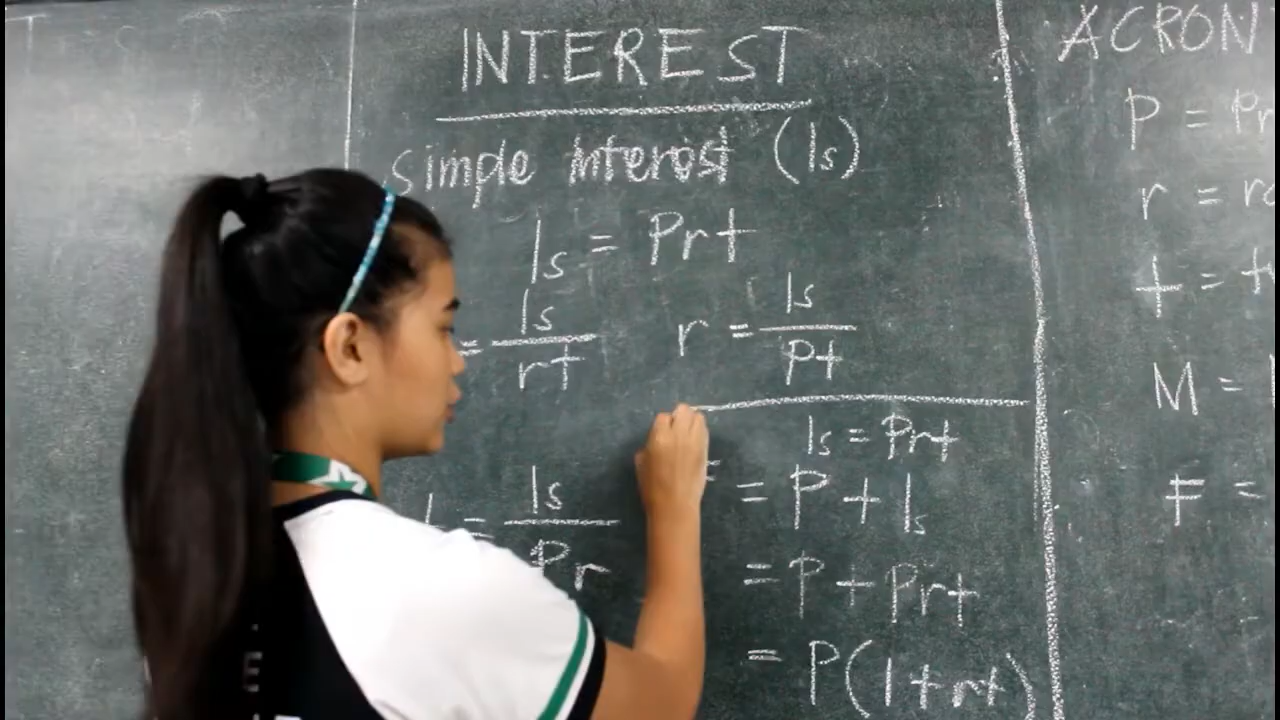 INTEREST
simple interest (Is)
Is = Prt
= Is / rt
r = Is / Pt
t = Is / Pr
Is = Prt
F = P + Is
= P + Prt
= P(1+rt)
ACRON
P = Pr
r = ra
t = t
M =
F =
E